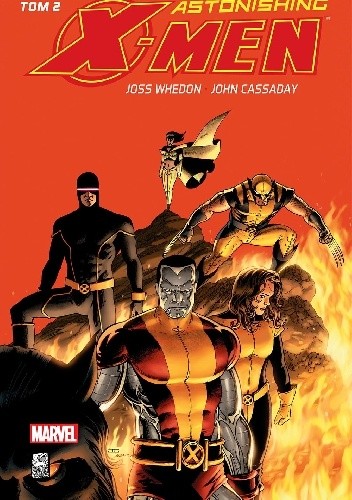 TOM 2
ASTONISHING
X-MEN
JOSS WHEDON · JOHN CASSADAY
MARVEL